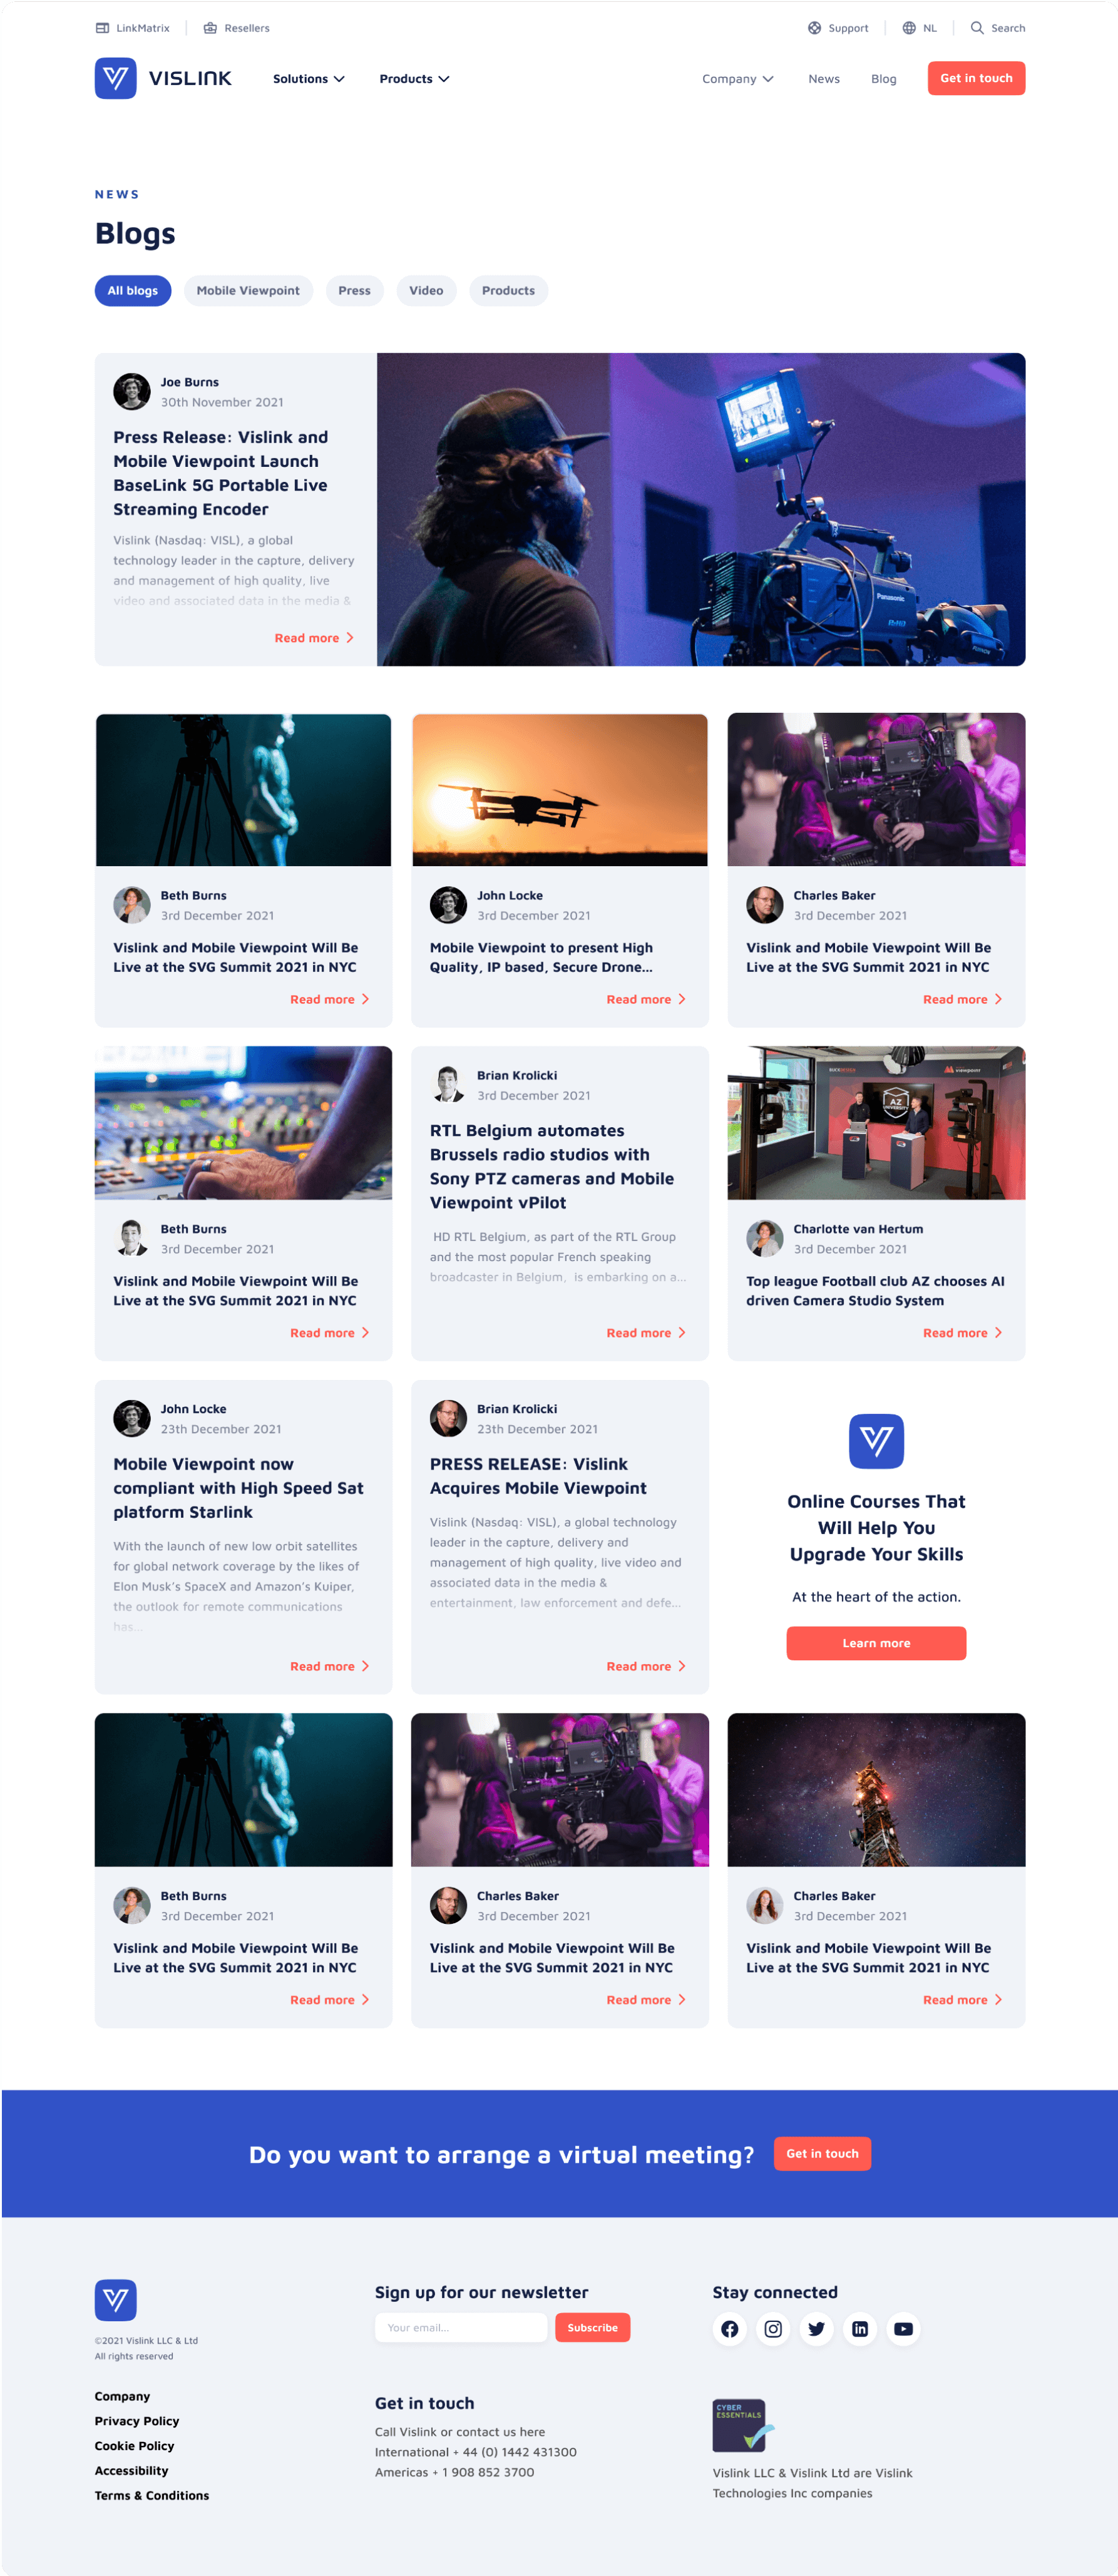 LinkMatrix
Resellers
Support
NL
Search
VISLINK
Solutions
Products
Company
News
Blog
Get in touch
NEWS
Blogs
All blogs
Mobile Viewpoint
Press
Video
Products
Joe Burns
30th November 2021
Press Release: Vislink and
Mobile Viewpoint Launch
BaseLink 5G Portable Live
Streaming Encoder
Vislink (Nasdaq: VISL), a global
technology leader in the capture, delivery
and management of high quality, live
video and associated data in the media &
Read more
Panasonic
Beth Burns
3rd December 2021
Vislink and Mobile Viewpoint Will Be
Live at the SVG Summit 2021 in NYC
Read more
John Locke
3rd December 2021
Mobile Viewpoint to present High
Quality, IP based, Secure Drone...
Read more
Charles Baker
3rd December 2021
Vislink and Mobile Viewpoint Will Be
Live at the SVG Summit 2021 in NYC
Read more
Beth Burns
3rd December 2021
Vislink and Mobile Viewpoint Will Be
Live at the SVG Summit 2021 in NYC
Read more
Brian Krolicki
3rd December 2021
RTL Belgium automates
Brussels radio studios with
Sony PTZ cameras and Mobile
Viewpoint vPilot
HD RTL Belgium, as part of the RTL Group
and the most popular French speaking
broadcaster in Belgium, is embarking on a...
Read more
viewpoint
AZ
UNIVERSITY
Charlotte van Hertum
3rd December 2021
Top league Football club AZ chooses AI
driven Camera Studio System
Read more
John Locke
23th December 2021
Mobile Viewpoint now
compliant with High Speed Sat
platform Starlink
With the launch of new low orbit satellites
for global network coverage by the likes of
Elon Musk's SpaceX and Amazon's Kuiper,
the outlook for remote communications
has...
Read more
Brian Krolicki
23th December 2021
PRESS RELEASE: Vislink
Acquires Mobile Viewpoint
Vislink (Nasdaq: VISL), a global technology
leader in the capture, delivery and
management of high quality, live video and
associated data in the media &
entertainment, law enforcement and defe...
Read more
Online Courses That
Will Help You
Upgrade Your Skills
At the heart of the action.
Learn more
Beth Burns
3rd December 2021
Vislink and Mobile Viewpoint Will Be
Live at the SVG Summit 2021 in NYC
Read more
Charles Baker
3rd December 2021
Vislink and Mobile Viewpoint Will Be
Live at the SVG Summit 2021 in NYC
Read more
Charles Baker
3rd December 2021
Vislink and Mobile Viewpoint Will Be
Live at the SVG Summit 2021 in NYC
Read more
Do you want to arrange a virtual meeting?
Get in touch
©2021 Vislink LLC & Ltd
All rights reserved
Company
Privacy Policy
Cookie Policy
Accessibility
Terms & Conditions
Sign up for our newsletter
Your email...
Subscribe
Get in touch
Call Vislink or contact us here
International + 44 (0) 1442 431300
Americas + 1 908 852 3700
Stay connected
CYBER
ESSENTIALS
Vislink LLC & Vislink Ltd are Vislink
Technologies Inc companies